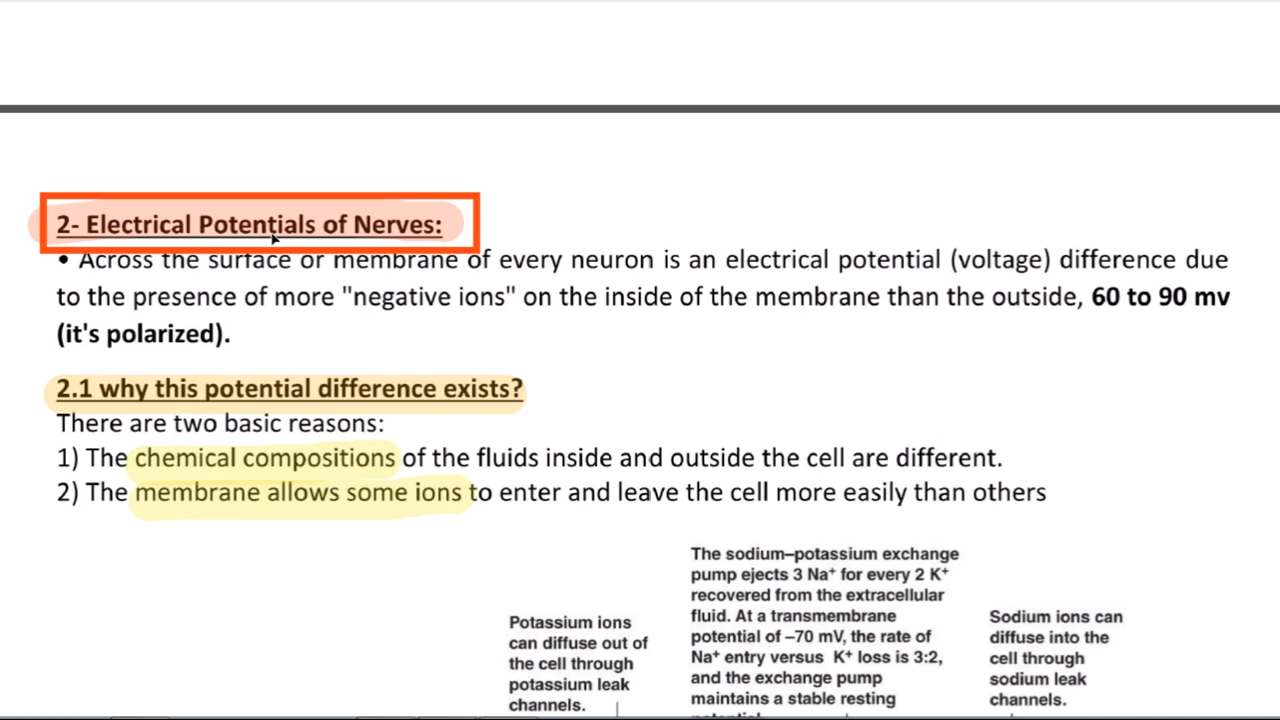 2- Electrical Potentials of Nerves:
• Across the surface or membrane of every neuron is an electrical potential (voltage) difference due
to the presence of more "negative ions" on the inside of the membrane than the outside, 60 to 90 mv
(it's polarized).
2.1 why this potential difference exists?
There are two basic reasons:
1) The chemical compositions of the fluids inside and outside the cell are different.
2) The membrane allows some ions to enter and leave the cell more easily than others
Potassium ions
can diffuse out of
the cell through
potassium leak
channels.
The sodium–potassium exchange
pump ejects 3 Na⁺ for every 2 K⁺
recovered from the extracellular
fluid. At a transmembrane
potential of –70 mV, the rate of
Na⁺ entry versus K⁺ loss is 3:2,
and the exchange pump
maintains a stable resting
potential.
Sodium ions can
diffuse into the
cell through
sodium leak
channels.